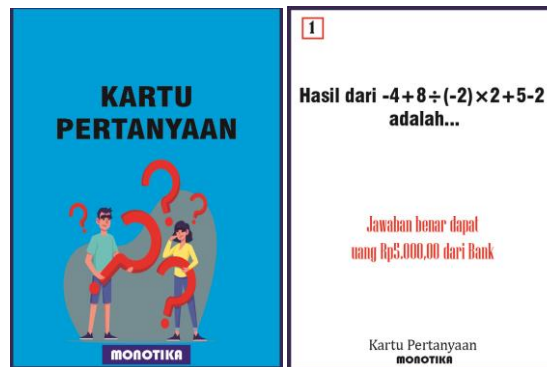 KARTU
PERTANYAAN
MONOTIKA
1
Hasil dari -4+8÷(-2)×2+5-2
adalah...
Jawaban benar dapat
uang Rp5.000,00 dari Bank
Kartu Pertanyaan
MONOTIKA